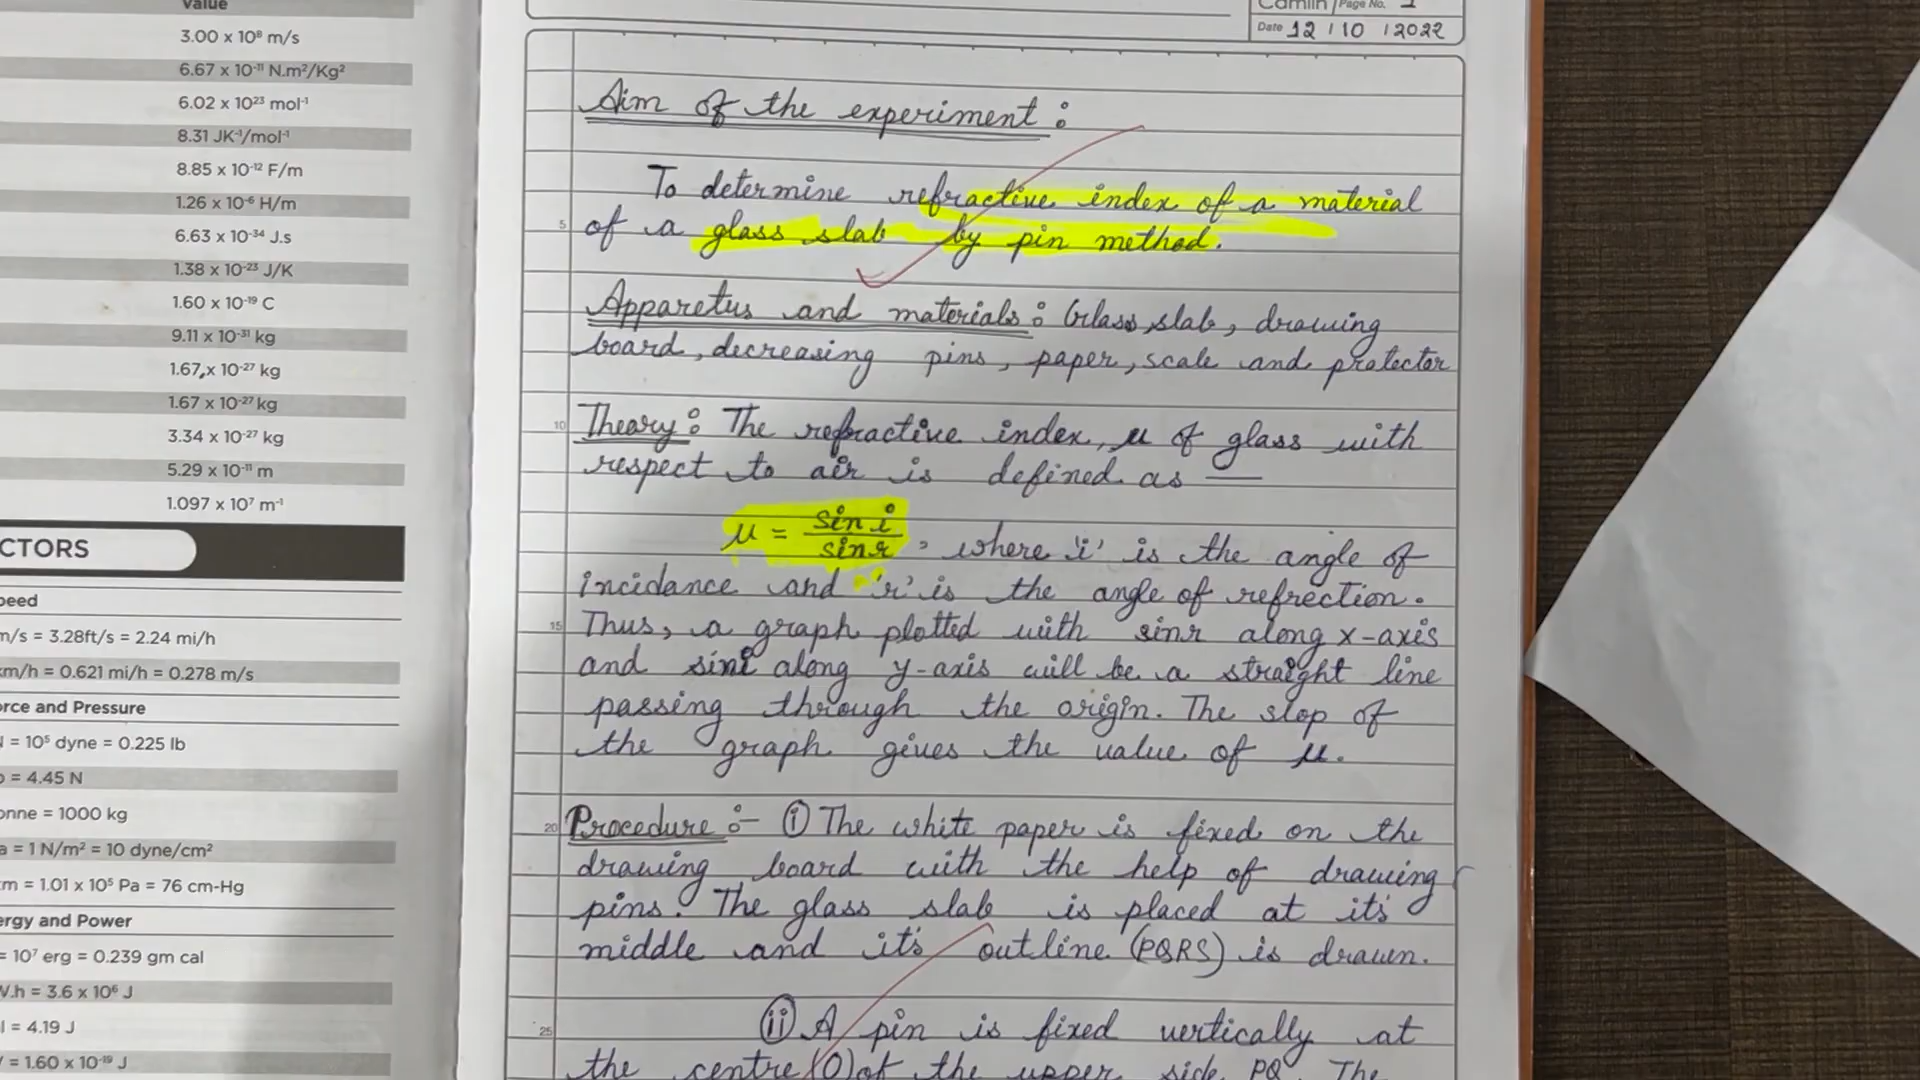 Value
3.00 x 10⁸ m/s
6.67 x 10⁻¹¹ N.m²/Kg²
6.02 x 10²³ mol⁻¹
8.31 JK⁻¹/mol⁻¹
8.85 x 10⁻¹² F/m
1.26 x 10⁻⁶ H/m
6.63 x 10⁻³⁴ J.s
1.38 x 10⁻²³ J/K
1.60 x 10⁻¹⁹ C
9.11 x 10⁻³¹ kg
1.67 x 10⁻²⁷ kg
1.67 x 10⁻²⁷ kg
3.34 x 10⁻²⁷ kg
5.29 x 10⁻¹¹ m
1.097 x 10⁷ m⁻¹
CTORS
peed
m/s = 3.28ft/s = 2.24 mi/h
km/h = 0.621 mi/h = 0.278 m/s
orce and Pressure
= 10⁵ dyne = 0.225 lb
= 4.45 N
onne = 1000 kg
a = 1 N/m² = 10 dyne/cm²
m = 1.01 x 10⁵ Pa = 76 cm-Hg
ergy and Power
= 10⁷ erg = 0.239 gm cal
W.h = 3.6 x 10⁶ J
l = 4.19 J
V = 1.60 x 10⁻¹⁹ J
Camlin Page No. 1
Date 12 / 10 / 2022
Aim of the experiment :
To determine refractive index of a material
5 of a glass slab by pin method.
Apparetus and materials : Glass slab, drawing
board, decreasing pins, paper, scale and protector
10 Theory : The refractive index, μ of glass with
respect to air is defined as —
μ = sin i / sin r , where 'i' is the angle of
incidance and 'r' is the angle of refrection.
15 Thus, a graph plotted with sinr along x-axis
and sini along y-axis will be a straight line
passing through the origin. The slop of
the graph gives the value of μ.
20 Procedure :- (i) The white paper is fixed on the
drawing board with the help of drawing
pins. The glass slab is placed at it's
middle and it's outline (PQRS) is drawn.
25 (ii) A pin is fixed vertically at
the centre (O) of the upper side PQ. The